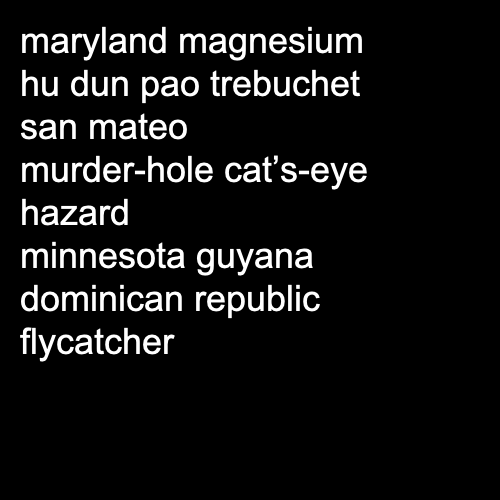 maryland magnesium
hu dun pao trebuchet
san mateo
murder-hole cat’s-eye
hazard
minnesota guyana
dominican republic
flycatcher